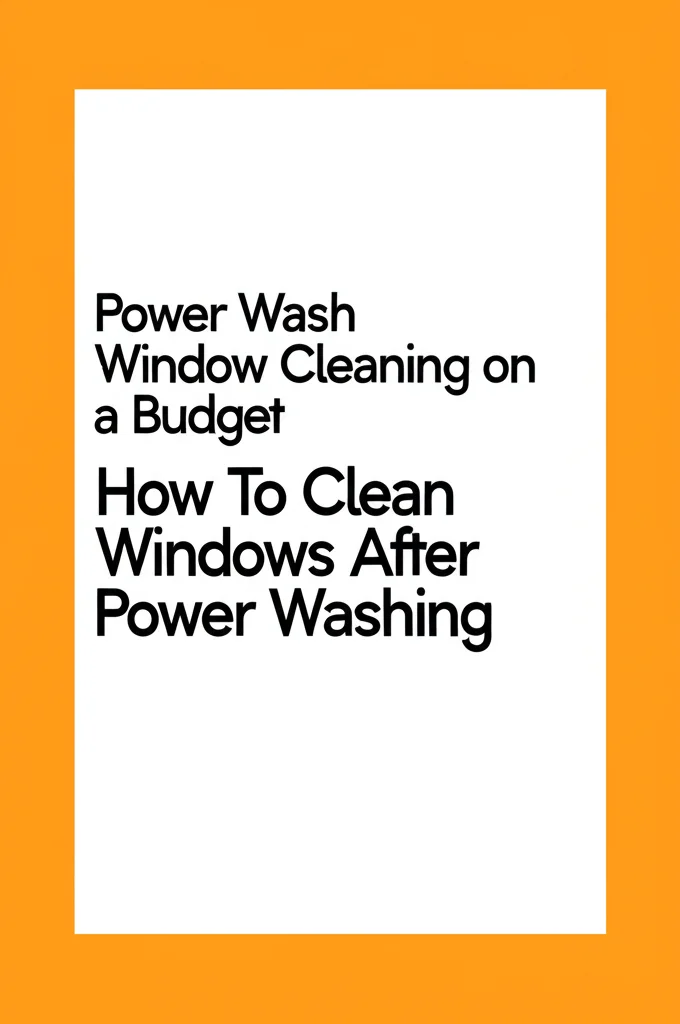 Power Wash
Window Cleaning on
a Budget
How To Clean
Windows After
Power Washing